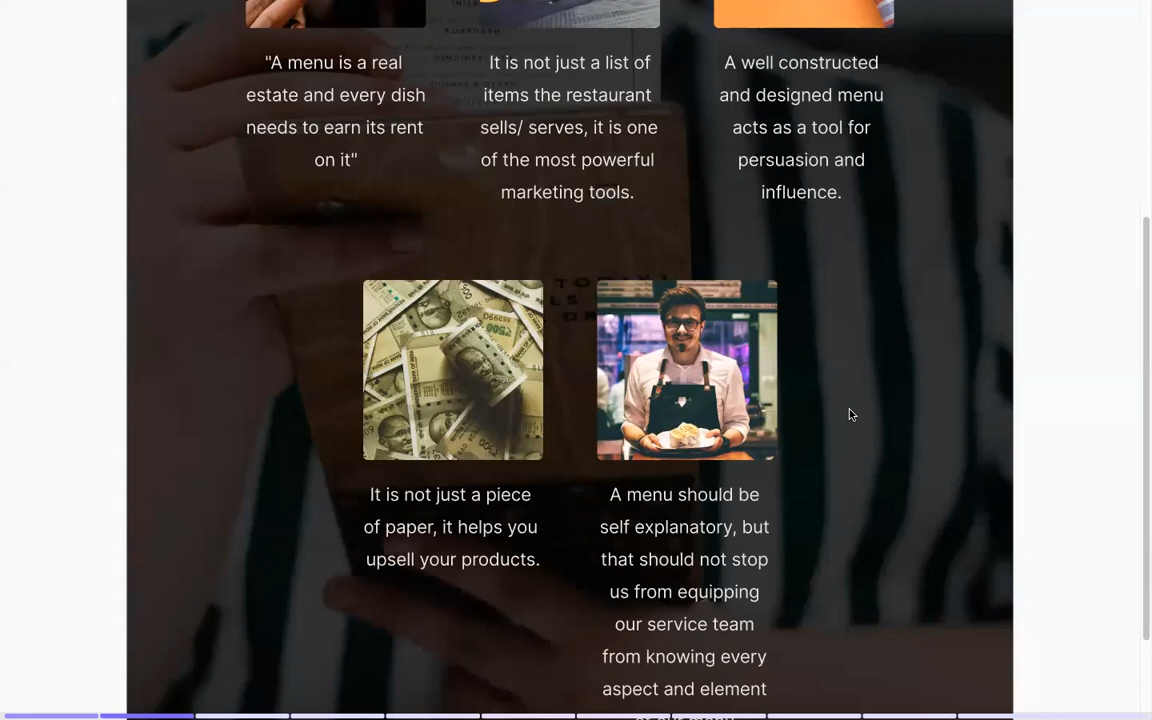 "A menu is a real
estate and every dish
needs to earn its rent
on it"
It is not just a list of
items the restaurant
sells/ serves, it is one
of the most powerful
marketing tools.
A well constructed
and designed menu
acts as a tool for
persuasion and
influence.
It is not just a piece
of paper, it helps you
upsell your products.
A menu should be
self explanatory, but
that should not stop
us from equipping
our service team
from knowing every
aspect and element